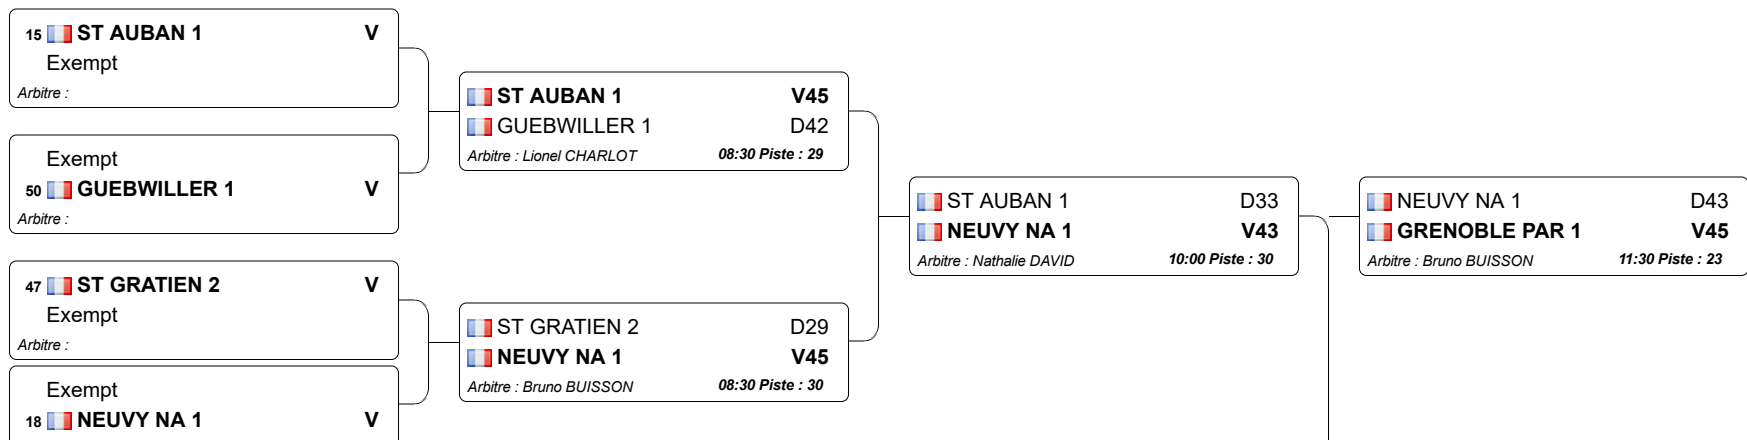 15 ST AUBAN 1 V
Exempt
Arbitre :
Exempt
50 GUEBWILLER 1 V
Arbitre :
47 ST GRATIEN 2 V
Exempt
Arbitre :
Exempt
18 NEUVY NA 1 V
ST AUBAN 1 V45
GUEBWILLER 1 D42
Arbitre : Lionel CHARLOT 08:30 Piste : 29
ST GRATIEN 2 D29
NEUVY NA 1 V45
Arbitre : Bruno BUISSON 08:30 Piste : 30
ST AUBAN 1 D33
NEUVY NA 1 V43
Arbitre : Nathalie DAVID 10:00 Piste : 30
NEUVY NA 1 D43
GRENOBLE PAR 1 V45
Arbitre : Bruno BUISSON 11:30 Piste : 23